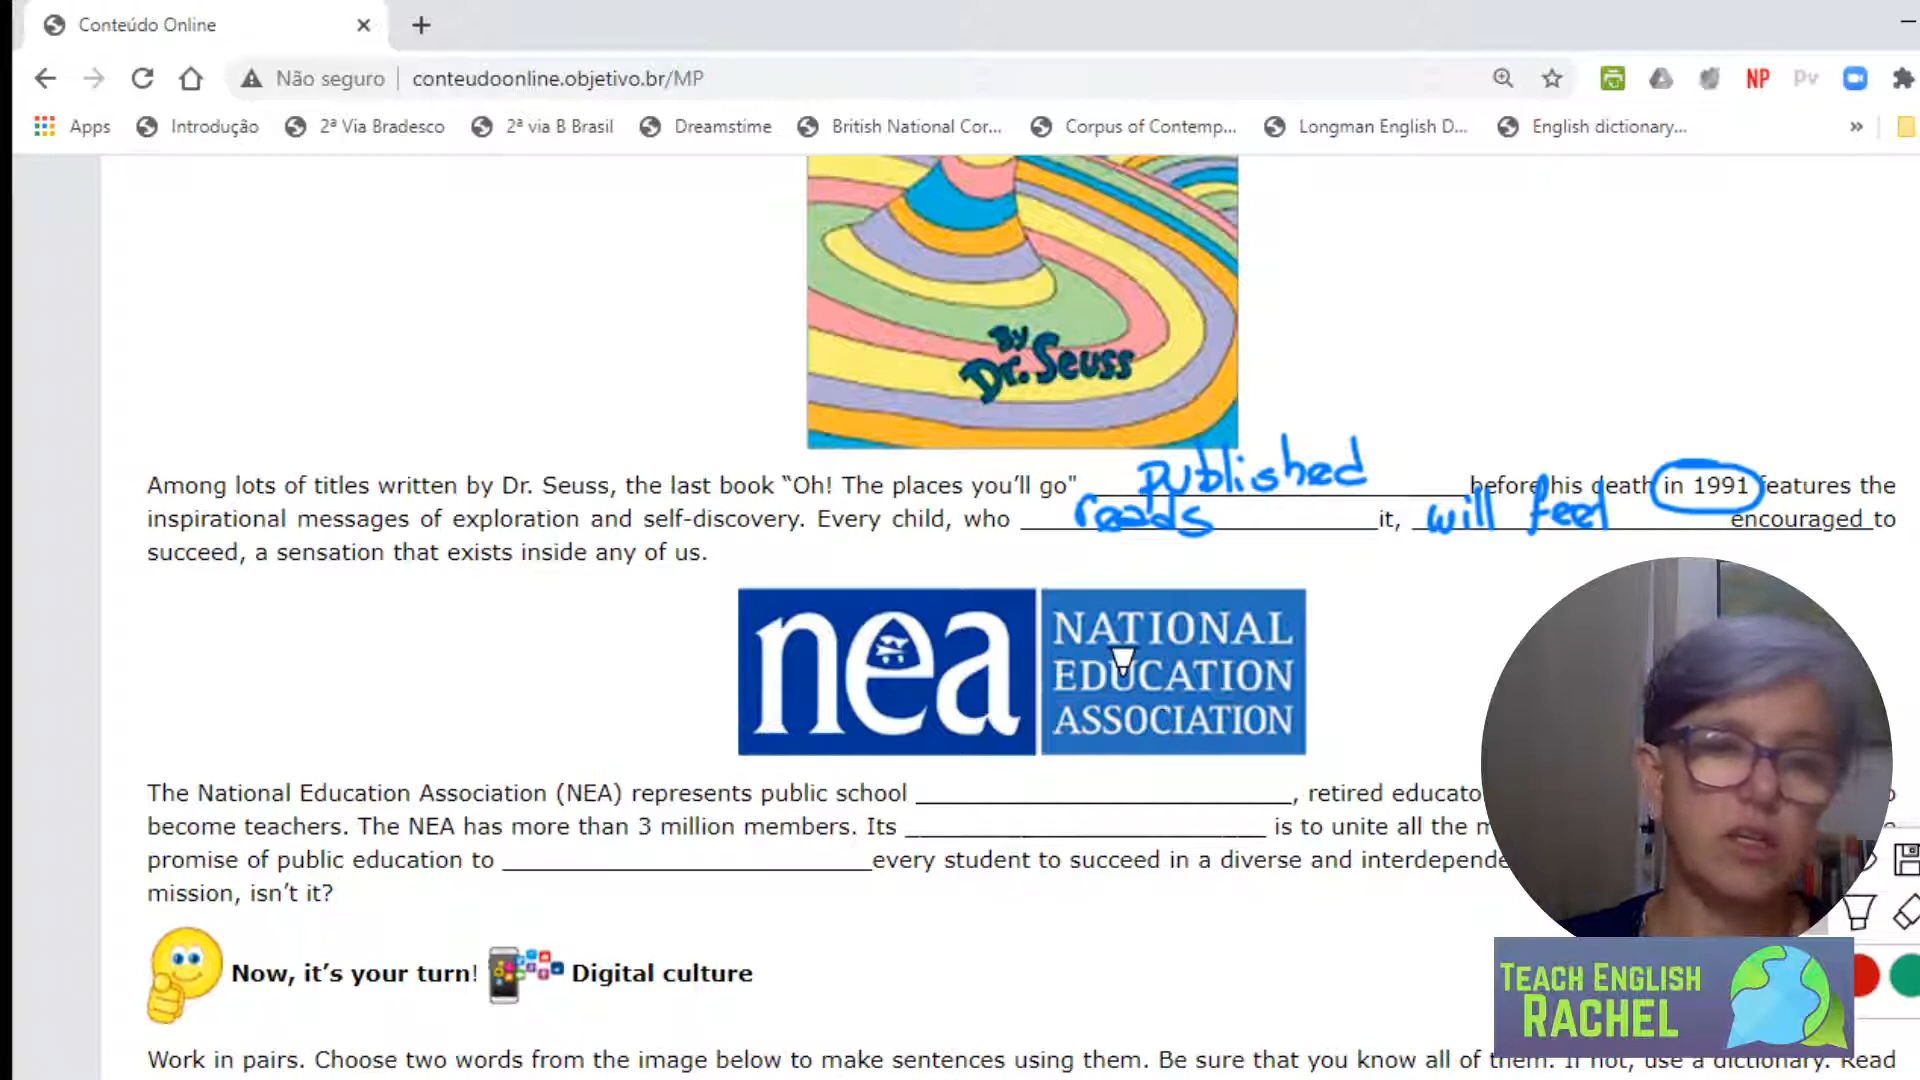 Conteúdo Online
Não seguro | conteudoonline.objetivo.br/MP
NP Pv
Apps Introdução 2ª Via Bradesco 2ª via B Brasil Dreamstime British National Cor... Corpus of Contemp... Longman English D... English dictionary... »
By
Dr. Seuss
published
Among lots of titles written by Dr. Seuss, the last book “Oh! The places you’ll go" before his death in 1991 features the
inspirational messages of exploration and self-discovery. Every child, who reads it, will feel encouraged to
succeed, a sensation that exists inside any of us.
nea NATIONAL
EDUCATION
ASSOCIATION
The National Education Association (NEA) represents public school , retired educato
become teachers. The NEA has more than 3 million members. Its is to unite all the m
promise of public education to every student to succeed in a diverse and interdepende
mission, isn’t it?
Now, it’s your turn! Digital culture
TEACH ENGLISH
RACHEL
Work in pairs. Choose two words from the image below to make sentences using them. Be sure that you know all of them. If not, use a dictionary. Read